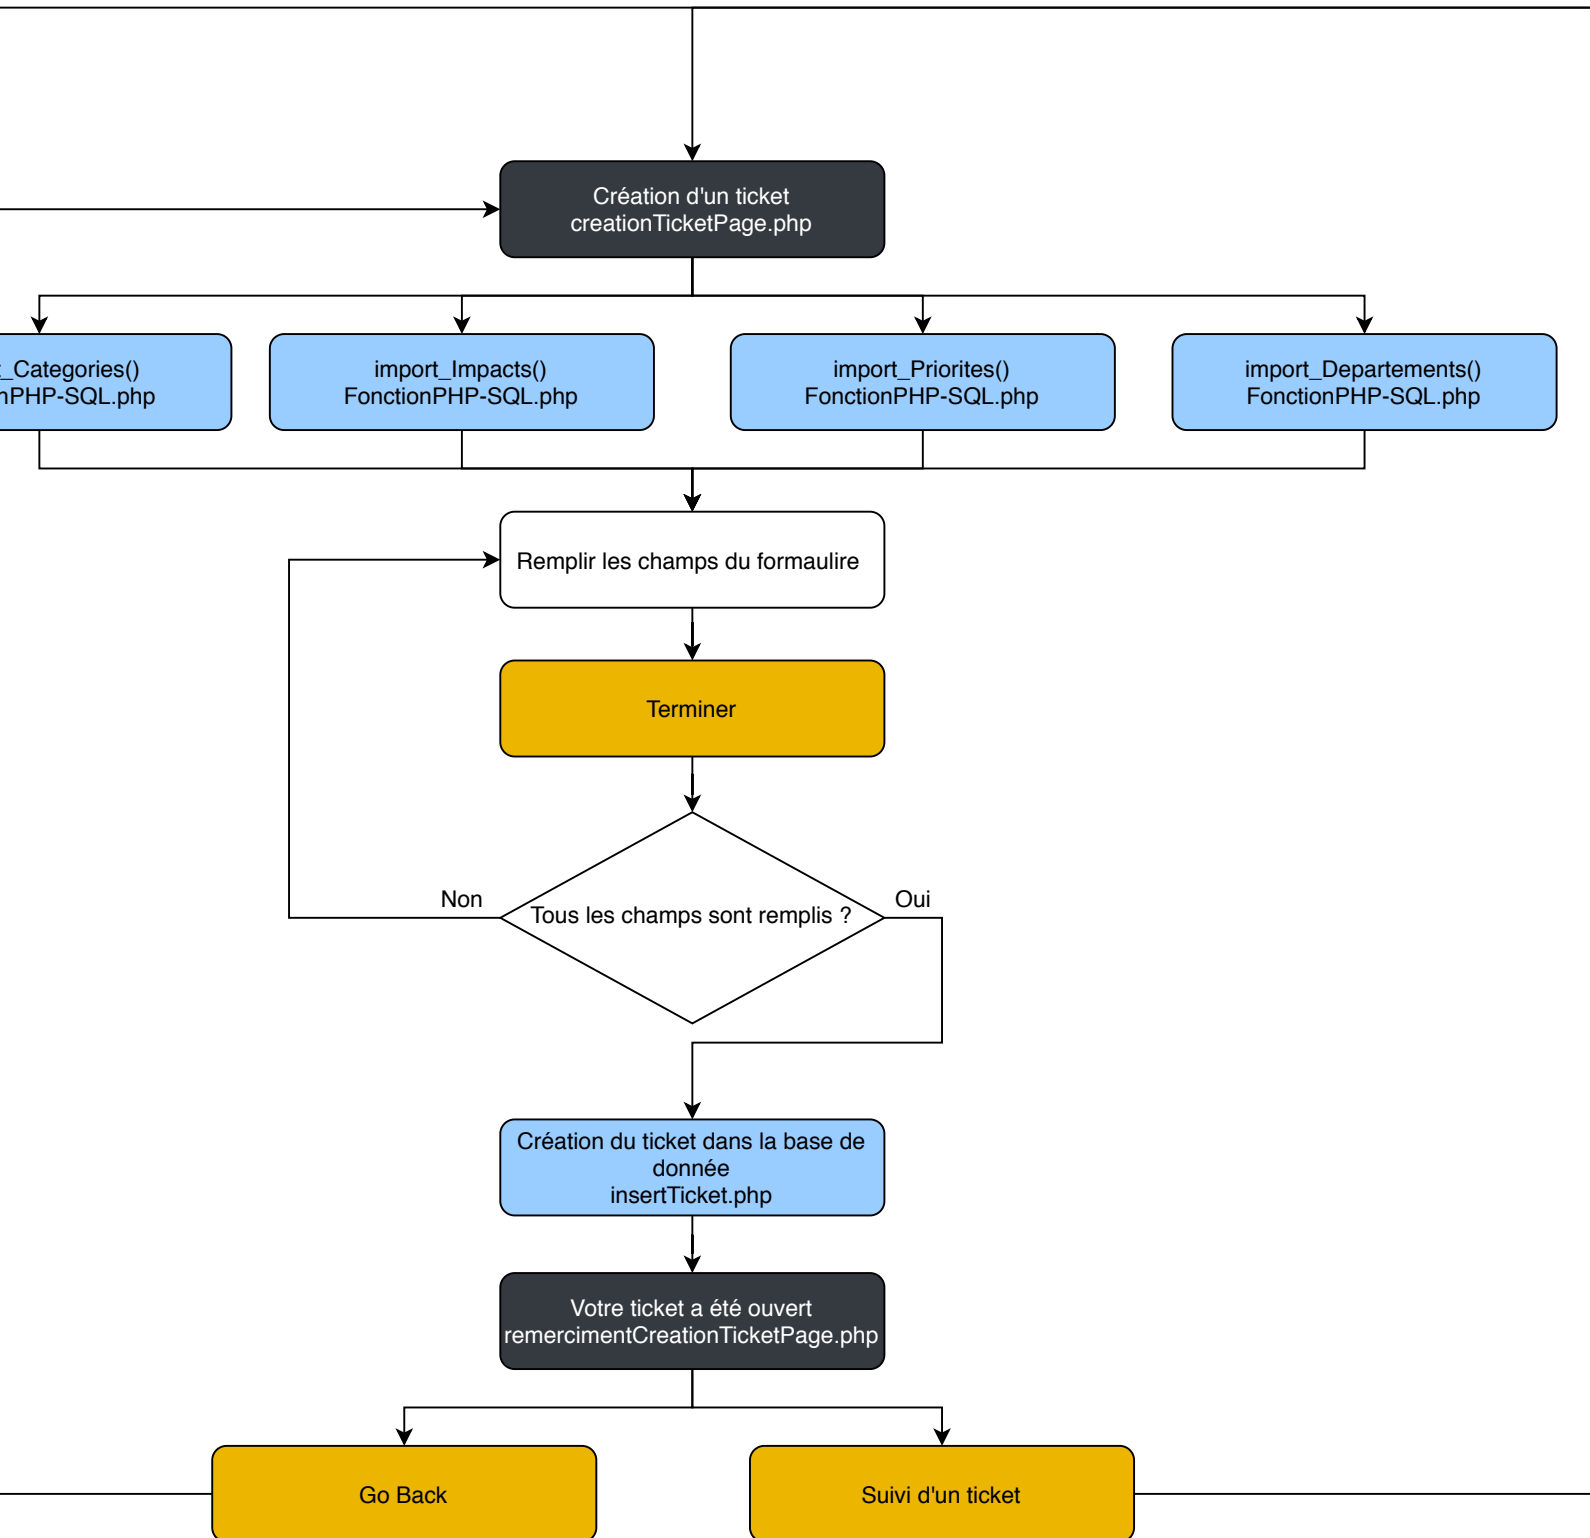 Création d'un ticket
creationTicketPage.php
_Categories()
nPHP-SQL.php
import_Impacts()
FonctionPHP-SQL.php
import_Priorites()
FonctionPHP-SQL.php
import_Departements()
FonctionPHP-SQL.php
Remplir les champs du formaulire
Terminer
Non
Oui
Tous les champs sont remplis ?
Création du ticket dans la base de
donnée
insertTicket.php
Votre ticket a été ouvert
remercimentCreationTicketPage.php
Go Back
Suivi d'un ticket